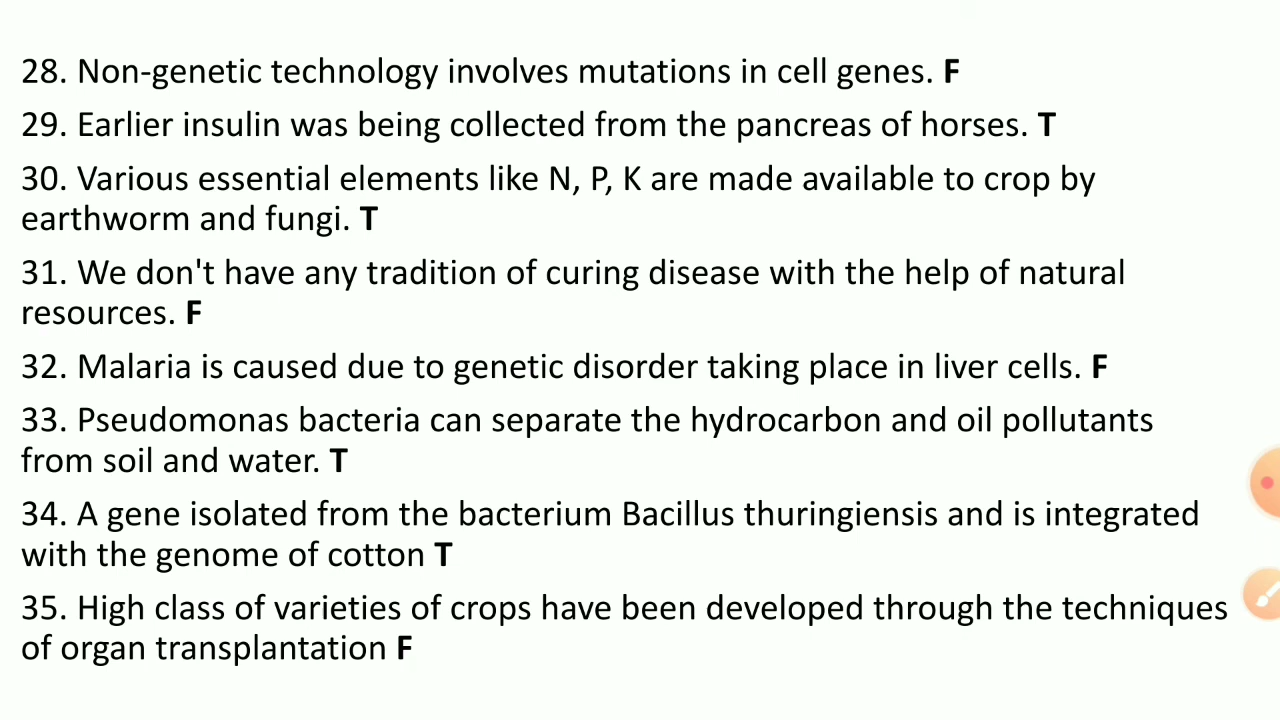 28. Non-genetic technology involves mutations in cell genes. F
29. Earlier insulin was being collected from the pancreas of horses. T
30. Various essential elements like N, P, K are made available to crop by
earthworm and fungi. T
31. We don't have any tradition of curing disease with the help of natural
resources. F
32. Malaria is caused due to genetic disorder taking place in liver cells. F
33. Pseudomonas bacteria can separate the hydrocarbon and oil pollutants
from soil and water. T
34. A gene isolated from the bacterium Bacillus thuringiensis and is integrated
with the genome of cotton T
35. High class of varieties of crops have been developed through the techniques
of organ transplantation F